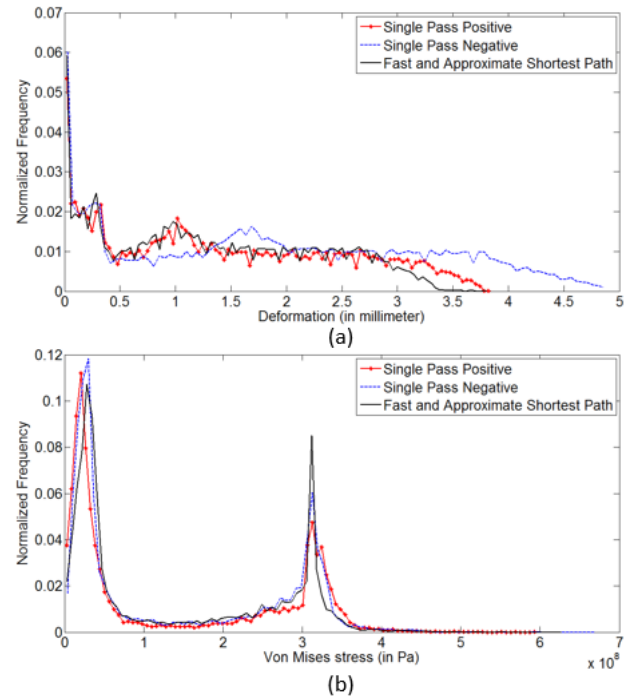 0.07
0.06
0.05
0.04
0.03
0.02
0.01
0
Normalized Frequency
Single Pass Positive
Single Pass Negative
Fast and Approximate Shortest Path
0 0.5 1 1.5 2 2.5 3 3.5 4 4.5 5
Deformation (in millimeter)
(a)
0.12
0.1
0.08
0.06
0.04
0.02
0
Normalized Frequency
Single Pass Positive
Single Pass Negative
Fast and Approximate Shortest Path
0 1 2 3 4 5 6 7
Von Mises stress (in Pa)
x 10⁸
(b)